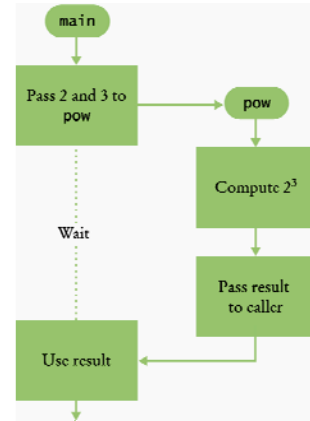 main
Pass 2 and 3 to
pow
pow
Compute 2³
Wait
Pass result
to caller
Use result